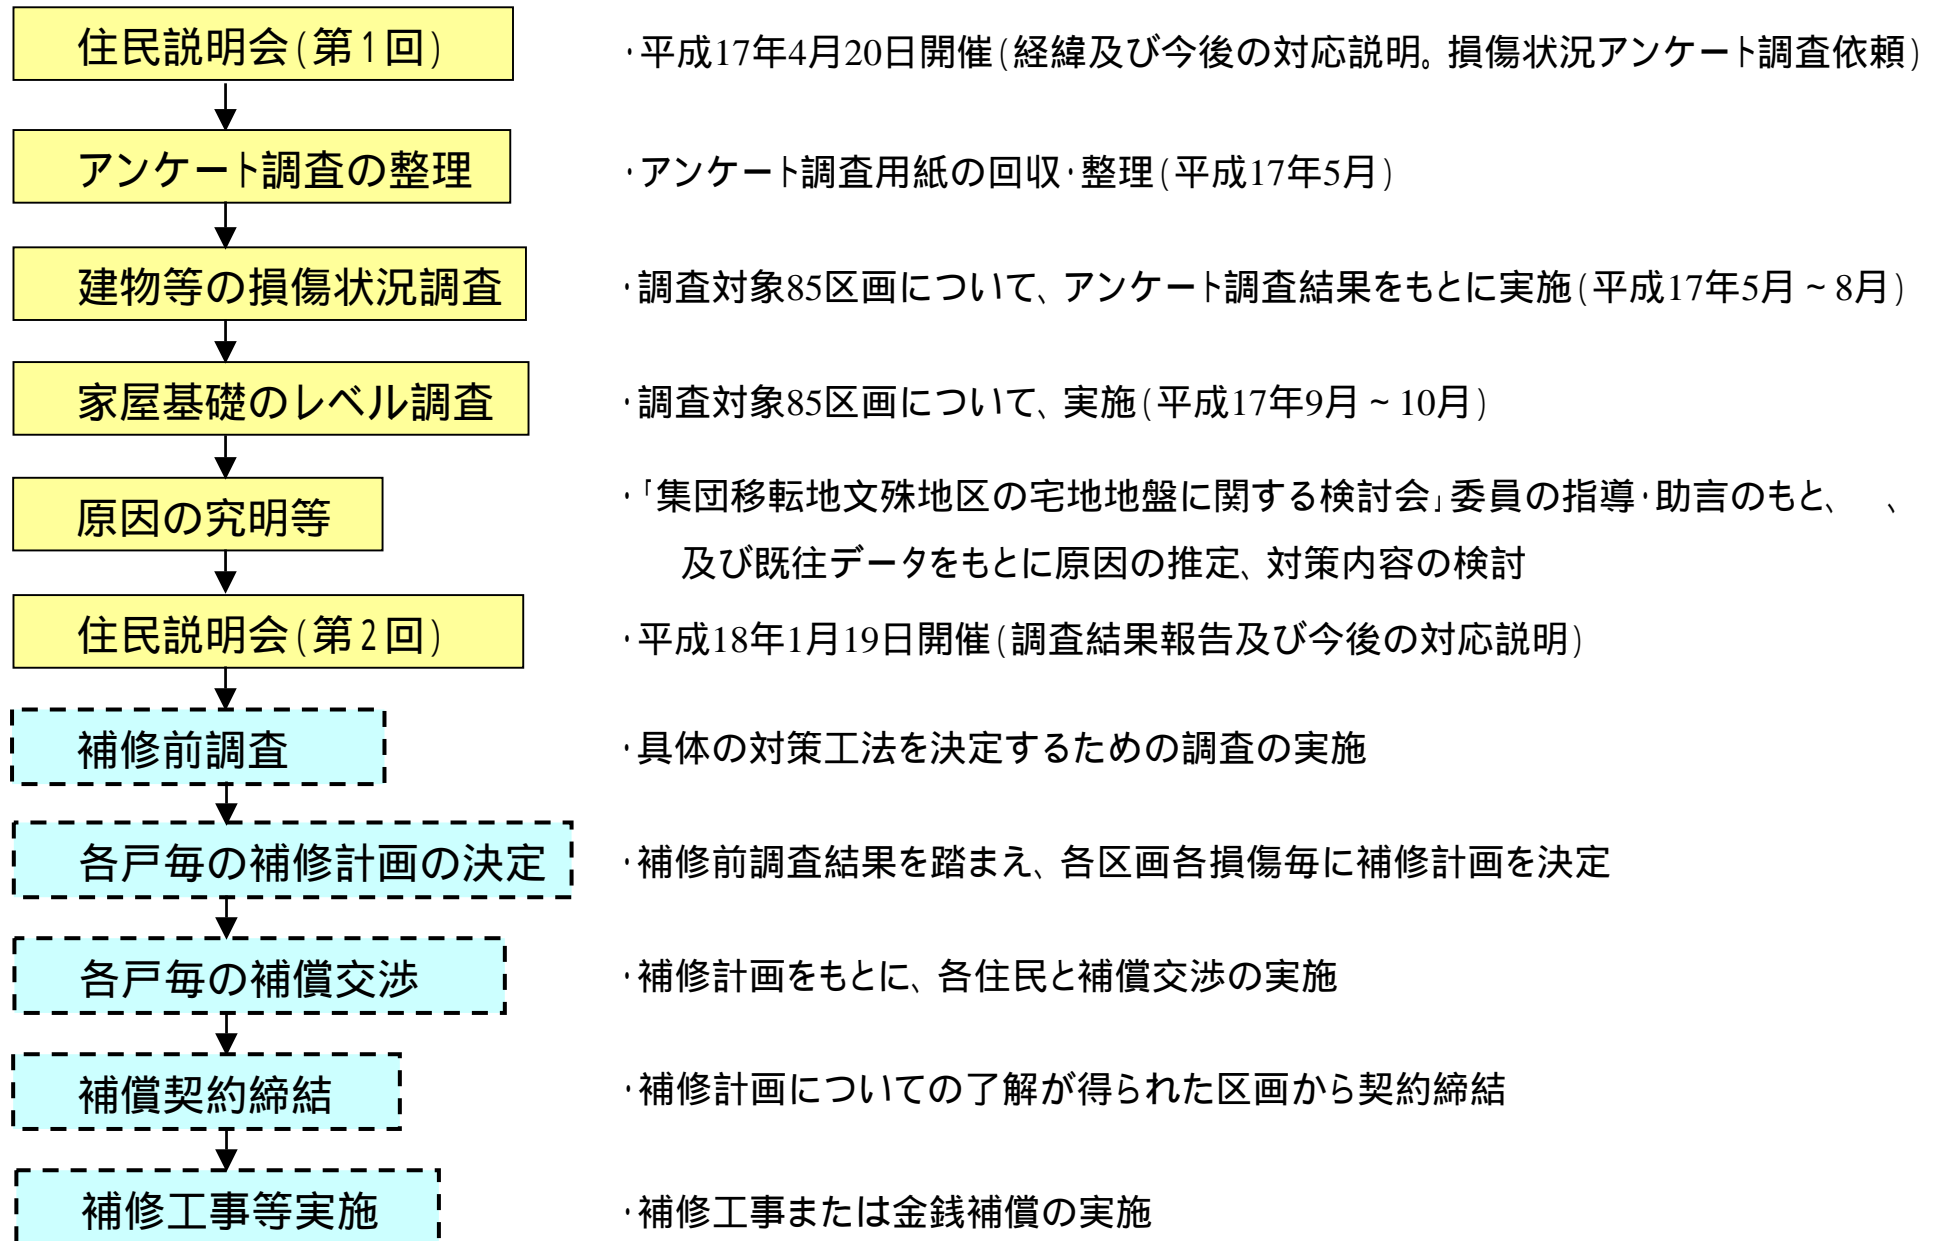 住民説明会(第1回)
・平成17年4月20日開催(経緯及び今後の対応説明。損傷状況アンケート調査依頼)
アンケート調査の整理
・アンケート調査用紙の回収・整理(平成17年5月)
建物等の損傷状況調査
・調査対象85区画について、アンケート調査結果をもとに実施(平成17年5月~8月)
家屋基礎のレベル調査
・調査対象85区画について、実施(平成17年9月~10月)
原因の究明等
・「集団移転地文殊地区の宅地地盤に関する検討会」委員の指導・助言のもと、 、
及び既往データをもとに原因の推定、対策内容の検討
住民説明会(第2回)
・平成18年1月19日開催(調査結果報告及び今後の対応説明)
補修前調査
・具体の対策工法を決定するための調査の実施
各戸毎の補修計画の決定
・補修前調査結果を踏まえ、各区画各損傷毎に補修計画を決定
各戸毎の補償交渉
・補修計画をもとに、各住民と補償交渉の実施
補償契約締結
・補修計画についての了解が得られた区画から契約締結
補修工事等実施
・補修工事または金銭補償の実施